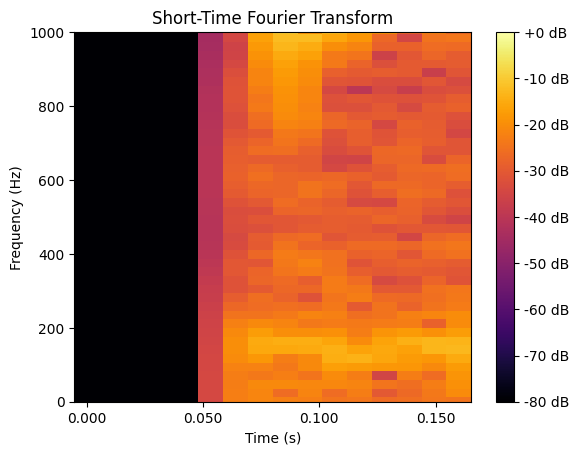 Short-Time Fourier Transform
1000
800
600
400
200
0
Frequency (Hz)
0.000
0.050
0.100
0.150
Time (s)
+0 dB
-10 dB
-20 dB
-30 dB
-40 dB
-50 dB
-60 dB
-70 dB
-80 dB